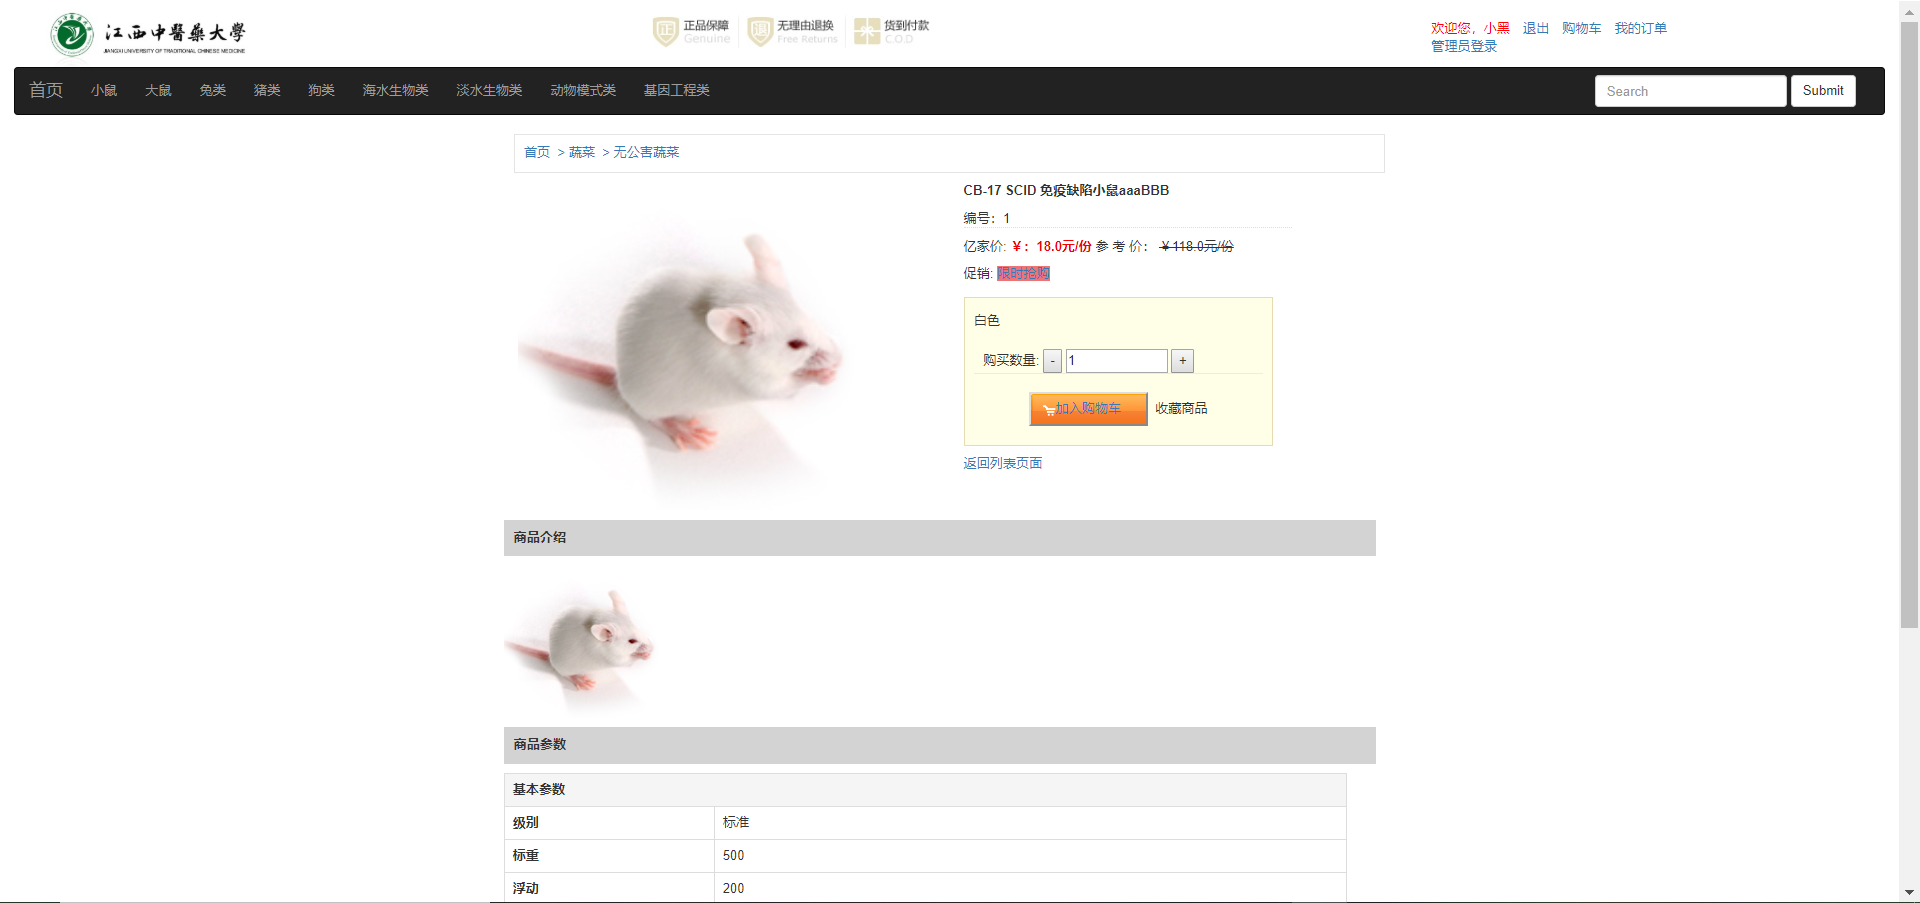 江西中醫藥大學
JIANGXI UNIVERSITY OF TRADITIONAL CHINESE MEDICINE
正 正品保障 退 无理由退换 货到付款
Genuine Free Returns C.O.D
欢迎您，小黑 退出 购物车 我的订单
管理员登录
首页 小鼠 大鼠 兔类 猪类 狗类 海水生物类 淡水生物类 动物模式类 基因工程类 Search Submit
首页 > 蔬菜 > 无公害蔬菜
CB-17 SCID 免疫缺陷小鼠aaaBBB
编号：1
亿家价: ￥：18.0元/份 参 考 价： ￥118.0元/份
促销: 限时抢购
白色
购买数量: - 1 +
加入购物车 收藏商品
返回列表页面
商品介绍
商品参数
基本参数
级别 标准
标重 500
浮动 200